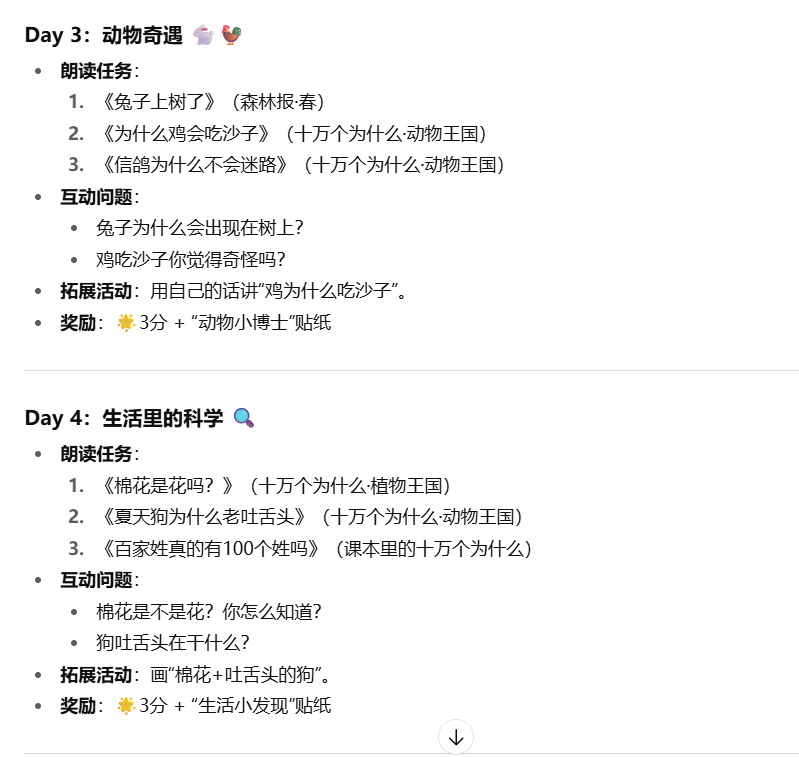 Day 3：动物奇遇 🐇 🐓
• 朗读任务：
1. 《兔子上树了》（森林报·春）
2. 《为什么鸡会吃沙子》（十万个为什么·动物王国）
3. 《信鸽为什么不会迷路》（十万个为什么·动物王国）
• 互动问题：
• 兔子为什么会出现在树上？
• 鸡吃沙子你觉得奇怪吗？
• 拓展活动：用自己的话讲“鸡为什么吃沙子”。
• 奖励：🌟3分 + “动物小博士”贴纸
Day 4：生活里的科学 🔍
• 朗读任务：
1. 《棉花是花吗？》（十万个为什么·植物王国）
2. 《夏天狗为什么老吐舌头》（十万个为什么·动物王国）
3. 《百家姓真的有100个姓吗》（课本里的十万个为什么）
• 互动问题：
• 棉花是不是花？你怎么知道？
• 狗吐舌头在干什么？
• 拓展活动：画“棉花+吐舌头的狗”。
• 奖励：🌟3分 + “生活小发现”贴纸